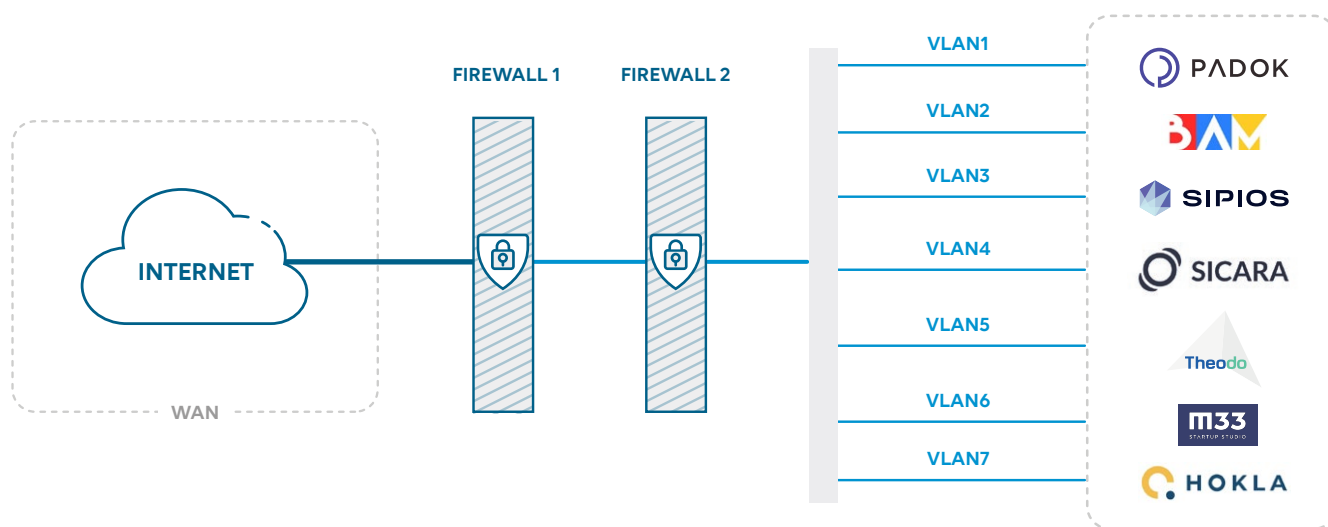 FIREWALL 1
FIREWALL 2
INTERNET
WAN
VLAN1
VLAN2
VLAN3
VLAN4
VLAN5
VLAN6
VLAN7
PΛDOK
BAM
SIPIOS
SICARA
Theodo
m33
STARTUP STUDIO
HOKLA